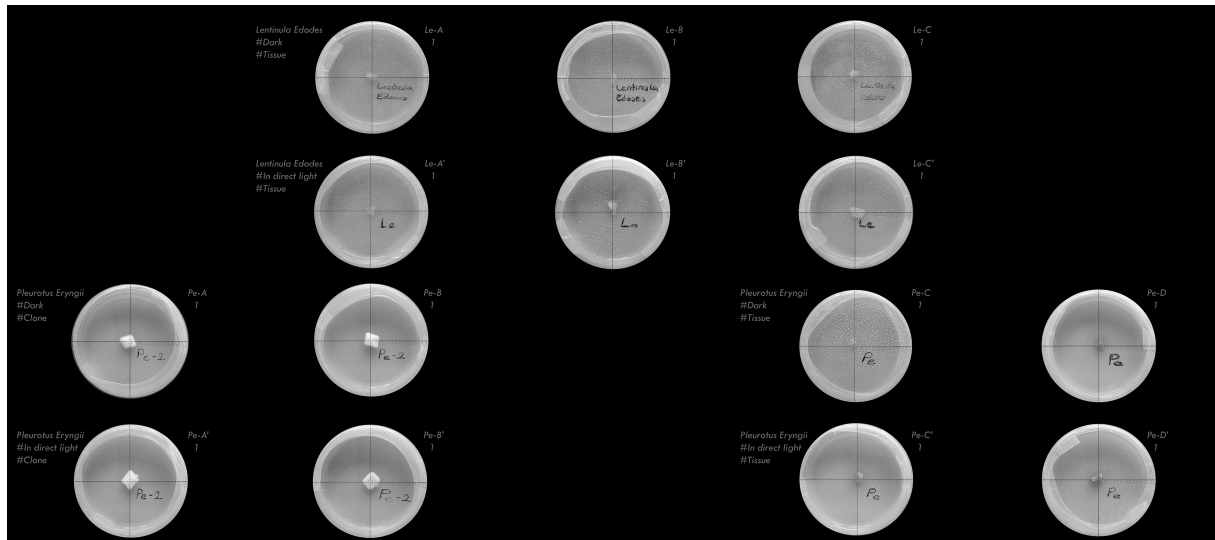 Lentinula Edodes
#Dark
#Tissue
Le-A
1
Lentinula
Edodes
Le-B
1
Lentinula
Edodes
Le-C
1
Lentinula
Edodes
Lentinula Edodes
#In direct light
#Tissue
Le-A'
1
Le
Le-B'
1
Le
Le-C'
1
Le
Pleurotus Eryngii
#Dark
#Clone
Pe-A
1
Pe-2
Pe-B
1
Pe-2
Pleurotus Eryngii
#Dark
#Tissue
Pe-C
1
Pe
Pe-D
1
Pe
Pleurotus Eryngii
#In direct light
#Clone
Pe-A'
1
Pe-2
Pe-B'
1
Pe-2
Pleurotus Eryngii
#In direct light
#Tissue
Pe-C'
1
Pe
Pe-D'
1
Pe